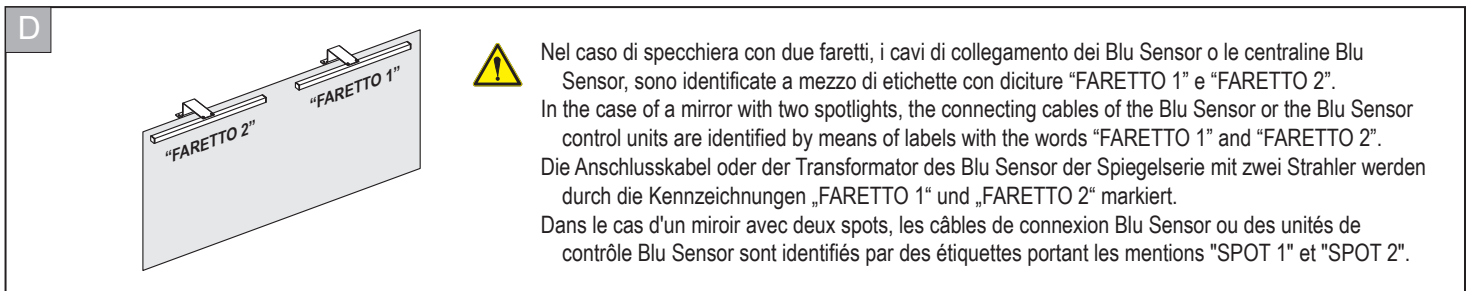 D
“FARETTO 1”
“FARETTO 2”
Nel caso di specchiera con due faretti, i cavi di collegamento dei Blu Sensor o le centraline Blu
Sensor, sono identificate a mezzo di etichette con diciture “FARETTO 1” e “FARETTO 2”.
In the case of a mirror with two spotlights, the connecting cables of the Blu Sensor or the Blu Sensor
control units are identified by means of labels with the words “FARETTO 1” and “FARETTO 2”.
Die Anschlusskabel oder der Transformator des Blu Sensor der Spiegelserie mit zwei Strahler werden
durch die Kennzeichnungen „FARETTO 1“ und „FARETTO 2“ markiert.
Dans le cas d'un miroir avec deux spots, les câbles de connexion Blu Sensor ou des unités de
contrôle Blu Sensor sont identifiés par des étiquettes portant les mentions "SPOT 1" et "SPOT 2".